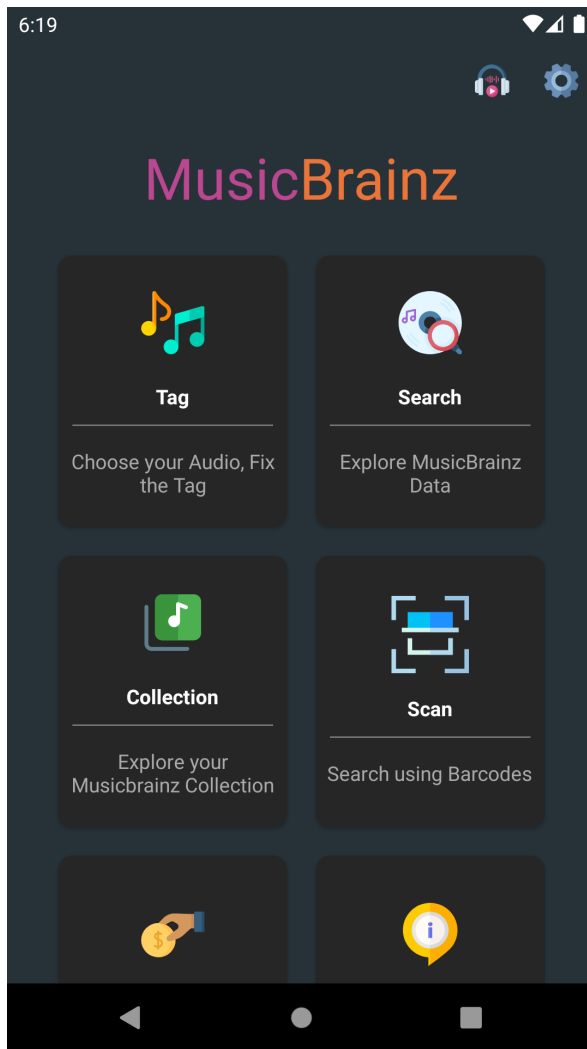 6:19
MusicBrainz
Tag
Choose your Audio, Fix
the Tag
Search
Explore MusicBrainz
Data
Collection
Explore your
Musicbrainz Collection
Scan
Search using Barcodes
$
i